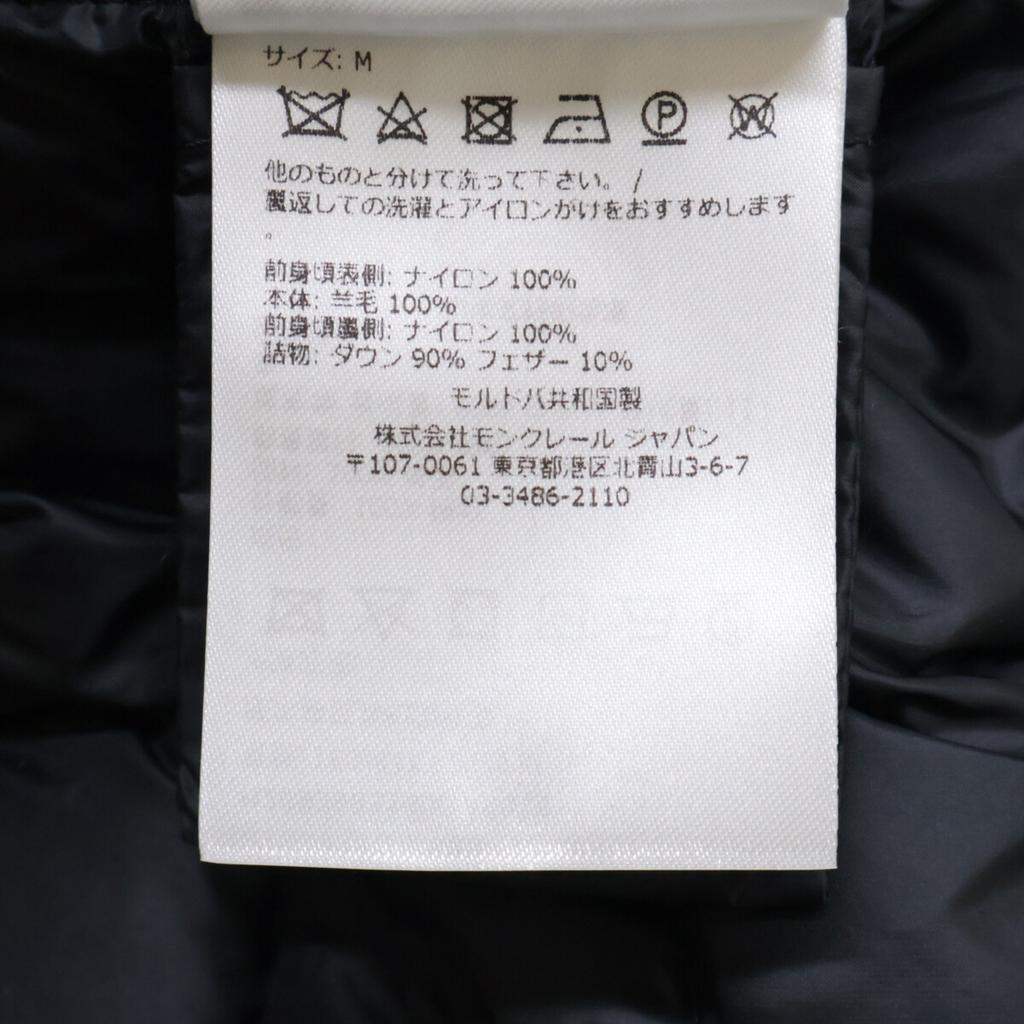 サイズ: M
P W
他のものと分けて洗って下さい。 /
裏返しての洗濯とアイロンがけをおすすめします
。
前身頃表側: ナイロン 100%
本体: 羊毛 100%
前身頃裏側: ナイロン 100%
詰物: ダウン 90% フェザー 10%
モルドバ共和国製
株式会社モンクレール ジャパン
〒107-0061 東京都港区北青山3-6-7
03-3486-2110